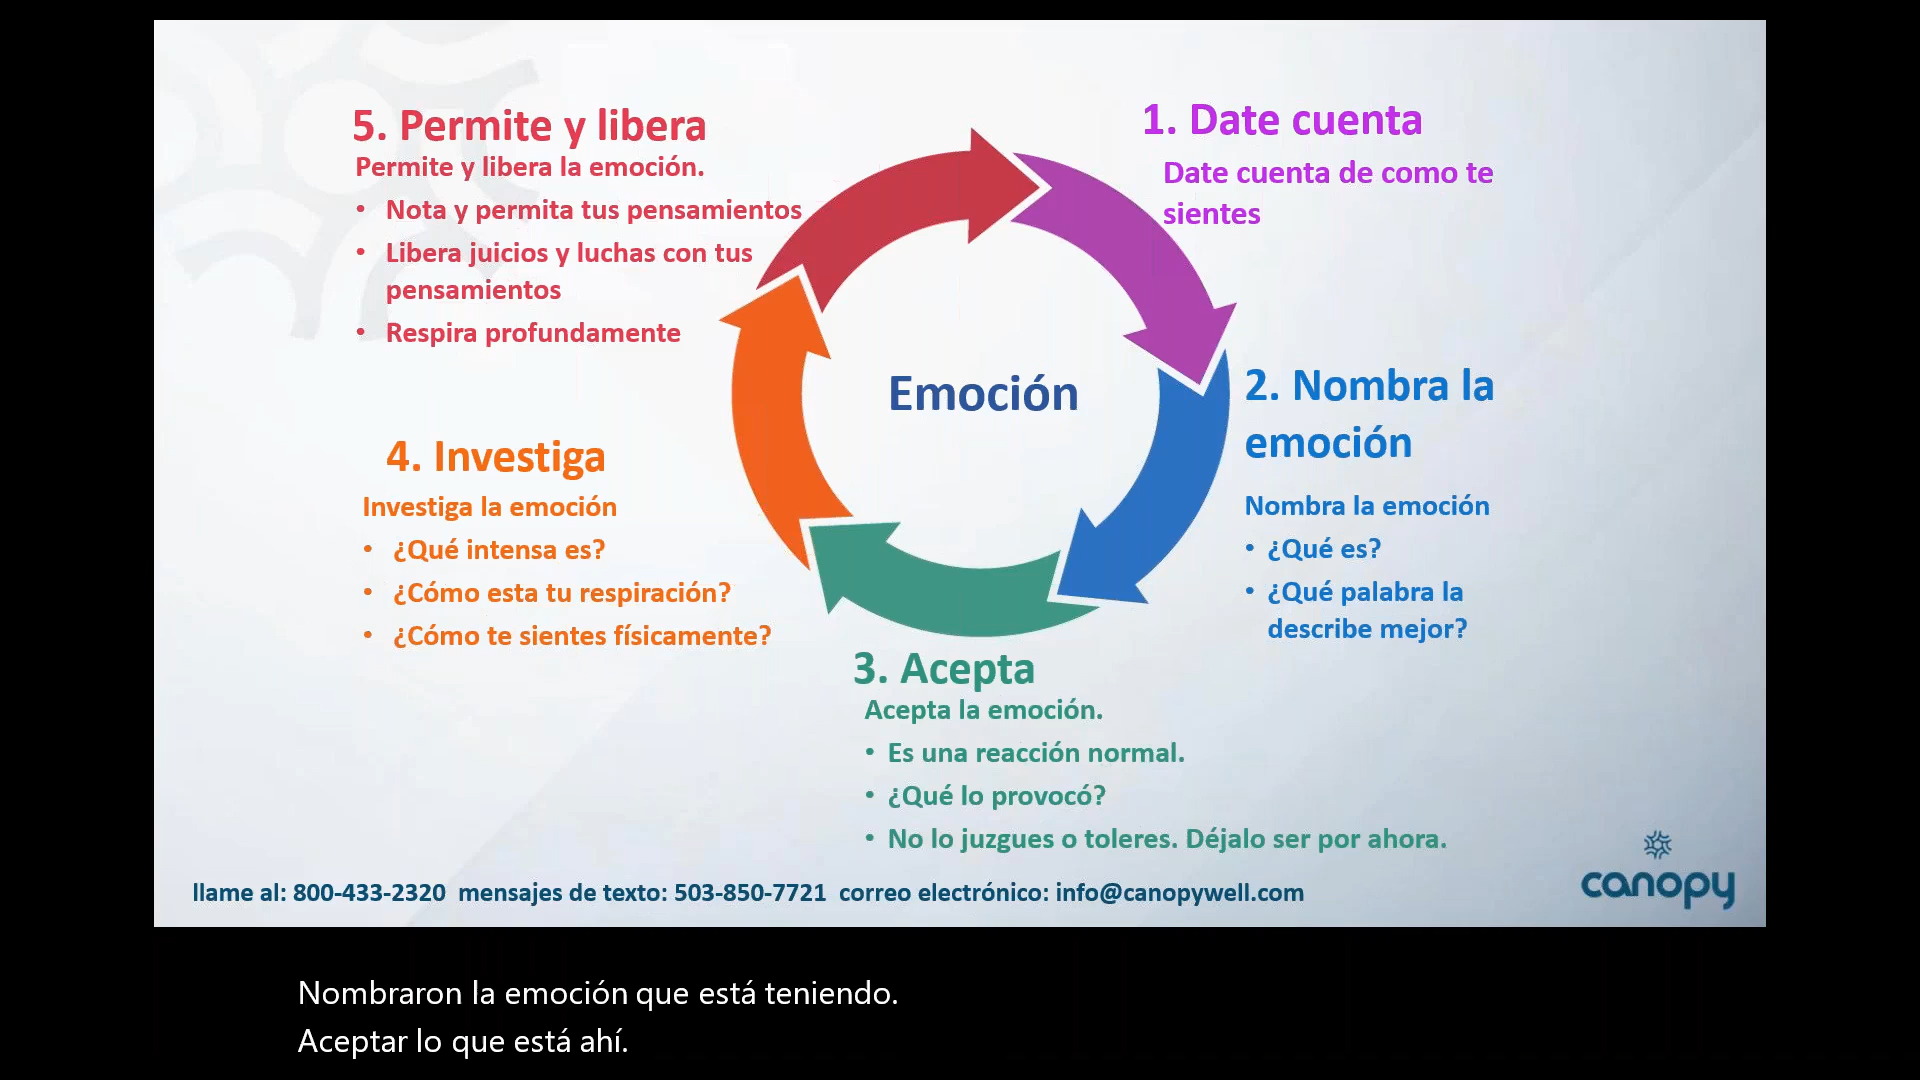 5. Permite y libera
Permite y libera la emoción.
• Nota y permita tus pensamientos
• Libera juicios y luchas con tus
pensamientos
• Respira profundamente
1. Date cuenta
Date cuenta de como te
sientes
Emoción
2. Nombra la
emoción
Nombra la emoción
• ¿Qué es?
• ¿Qué palabra la
describe mejor?
4. Investiga
Investiga la emoción
• ¿Qué intensa es?
• ¿Cómo esta tu respiración?
• ¿Cómo te sientes físicamente?
3. Acepta
Acepta la emoción.
• Es una reacción normal.
• ¿Qué lo provocó?
• No lo juzgues o toleres. Déjalo ser por ahora.
llame al: 800-433-2320 mensajes de texto: 503-850-7721 correo electrónico: info@canopywell.com
canopy
Nombraron la emoción que está teniendo.
Aceptar lo que está ahí.